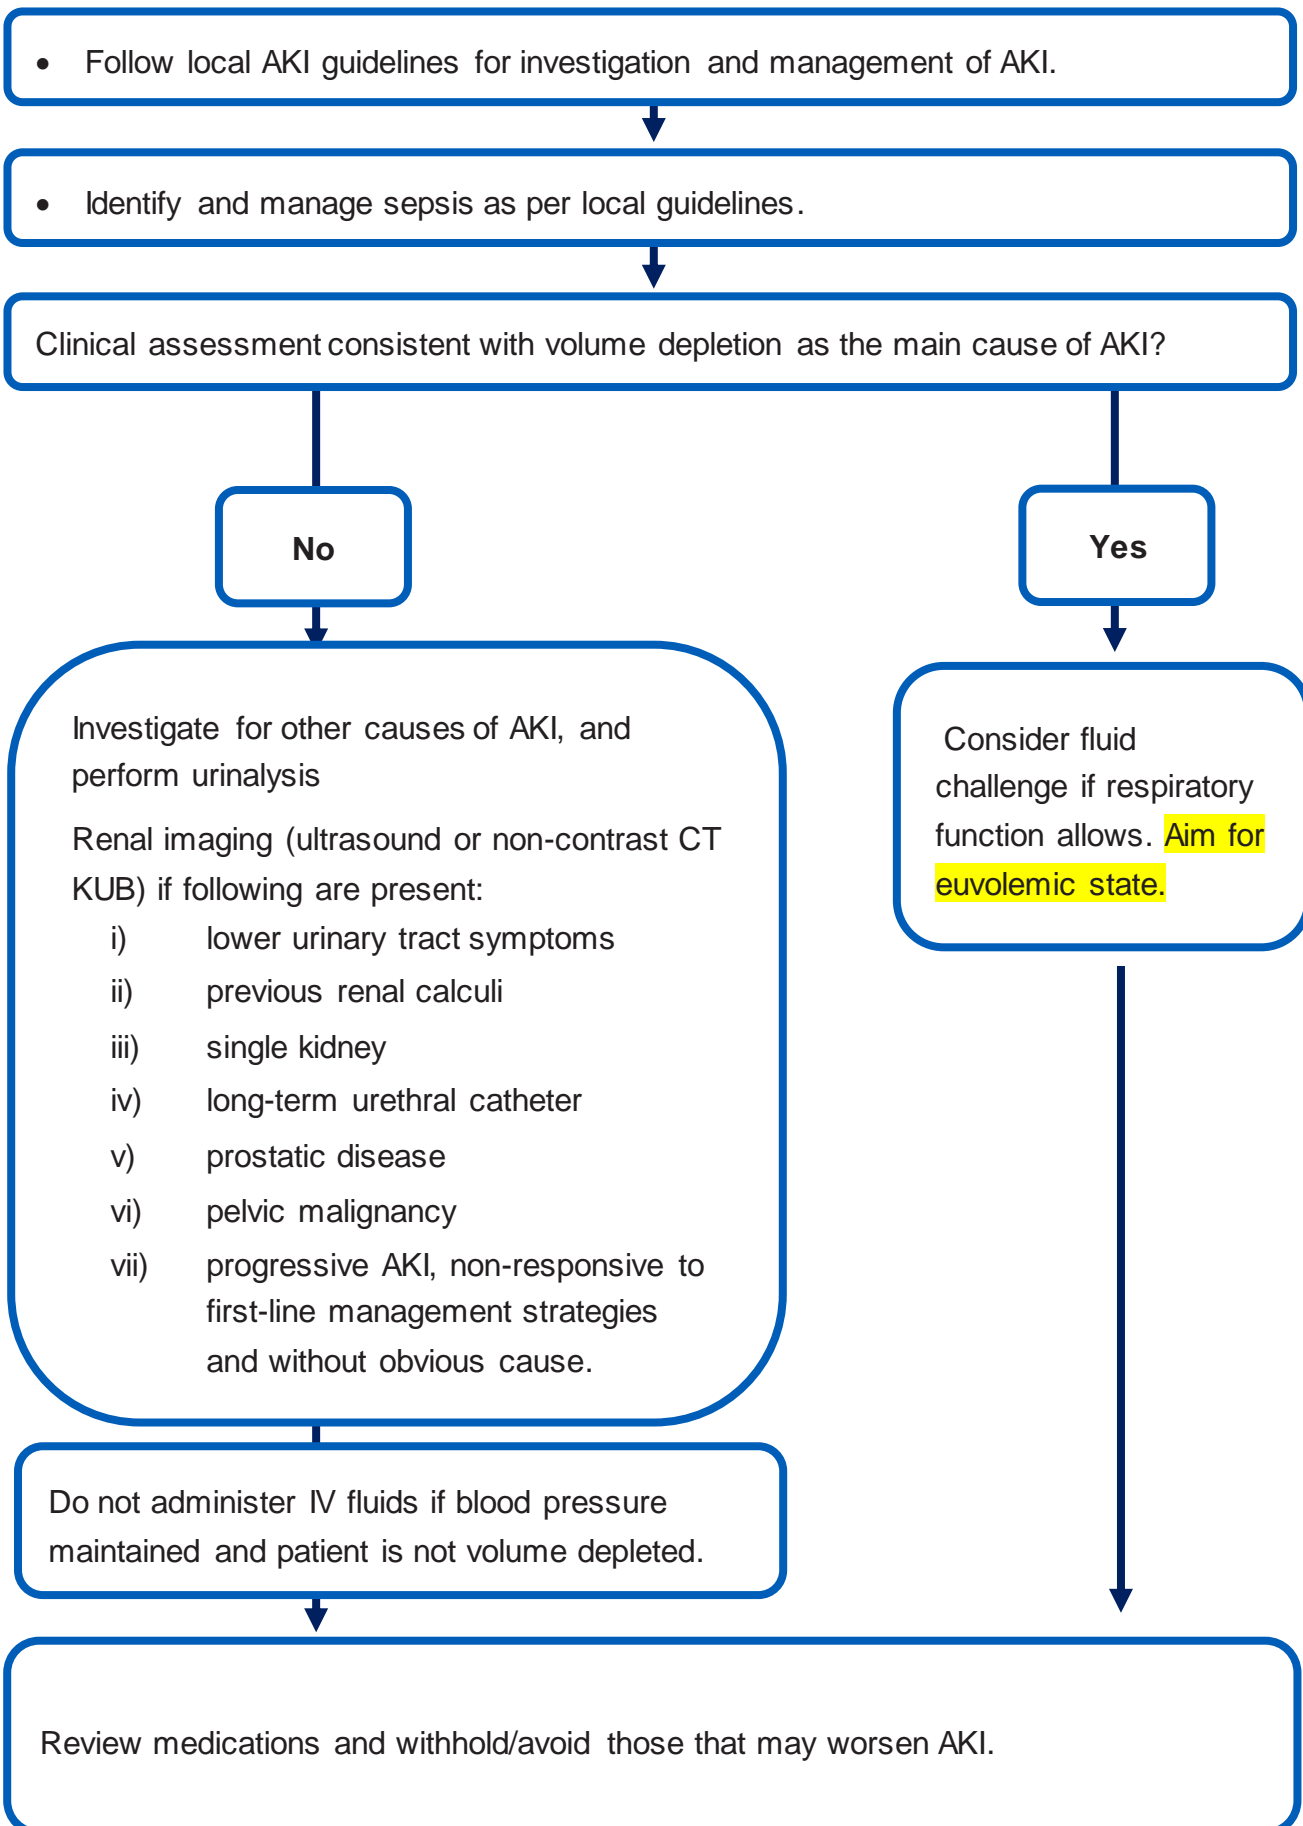 • Follow local AKI guidelines for investigation and management of AKI.
• Identify and manage sepsis as per local guidelines.
Clinical assessment consistent with volume depletion as the main cause of AKI?
No
Yes
Investigate for other causes of AKI, and
perform urinalysis
Renal imaging (ultrasound or non-contrast CT
KUB) if following are present:
i) lower urinary tract symptoms
ii) previous renal calculi
iii) single kidney
iv) long-term urethral catheter
v) prostatic disease
vi) pelvic malignancy
vii) progressive AKI, non-responsive to
first-line management strategies
and without obvious cause.
Consider fluid
challenge if respiratory
function allows. Aim for
euvolemic state.
Do not administer IV fluids if blood pressure
maintained and patient is not volume depleted.
Review medications and withhold/avoid those that may worsen AKI.